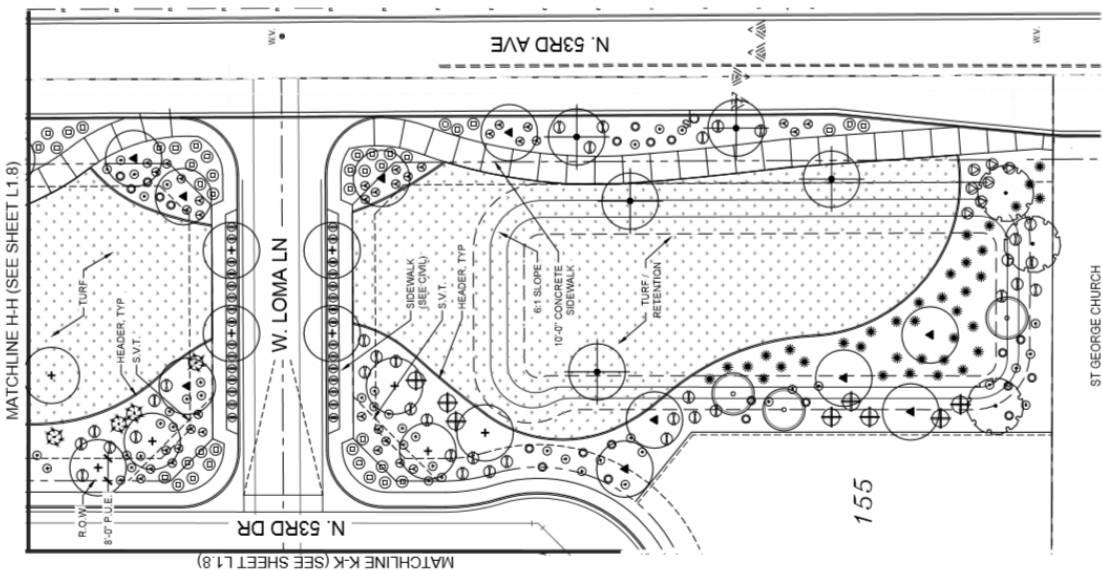 N. 53RD AVE
W.V.
W.V.
MATCHLINE H-H (SEE SHEET L1.8)
TURF
HEADER, TYP
S.V.T.
W. LOMA LN
SIDEWALK
(SEE CIVIL)
S.V.T.
HEADER, TYP
6:1 SLOPE
10'-0" CONCRETE
SIDEWALK
TURF/
RETENTION
ST GEORGE CHURCH
R.O.W
8'-0" P.U.E.
155
N. 53RD DR
MATCHLINE K-K (SEE SHEET L1.8)